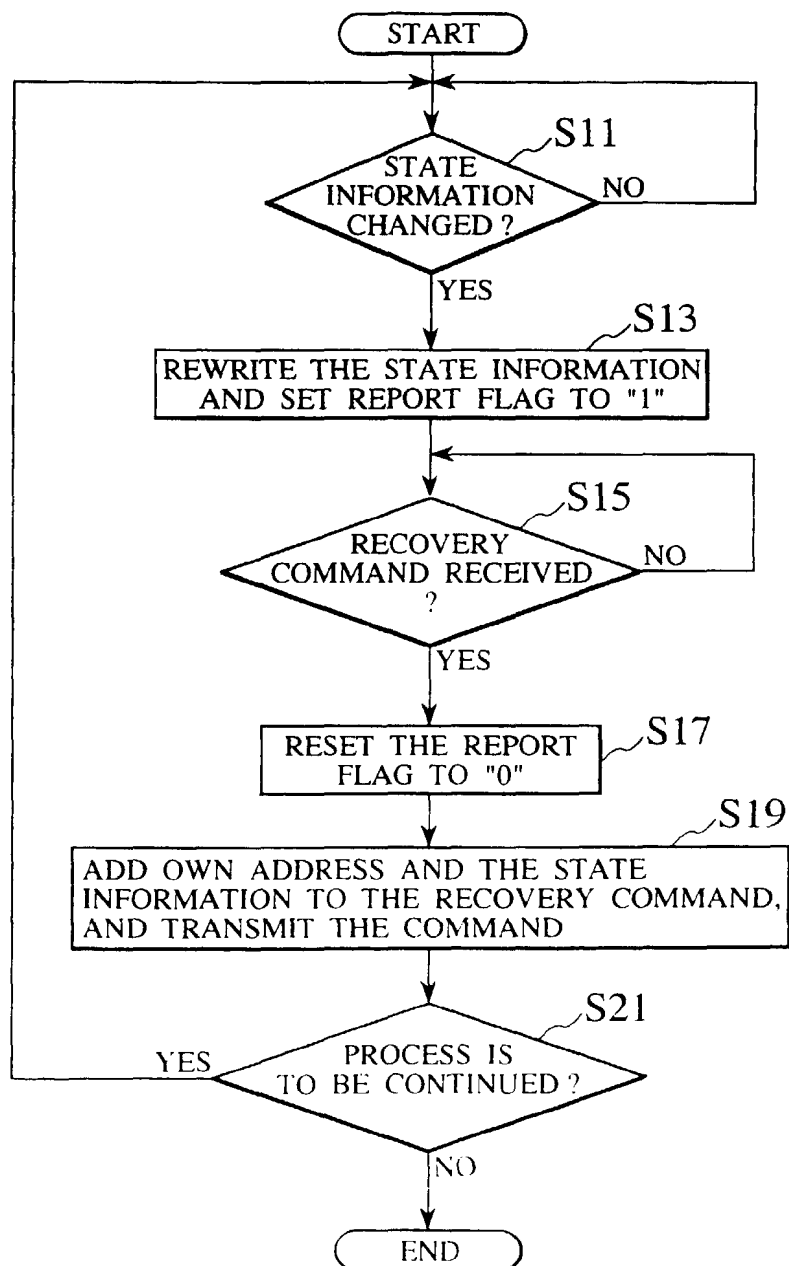 START
S11
STATE
INFORMATION
CHANGED ?
NO
YES
S13
REWRITE THE STATE INFORMATION
AND SET REPORT FLAG TO "1"
S15
RECOVERY
COMMAND RECEIVED
?
NO
YES
S17
RESET THE REPORT
FLAG TO "0"
S19
ADD OWN ADDRESS AND THE STATE
INFORMATION TO THE RECOVERY COMMAND,
AND TRANSMIT THE COMMAND
S21
YES
PROCESS IS
TO BE CONTINUED ?
NO
END